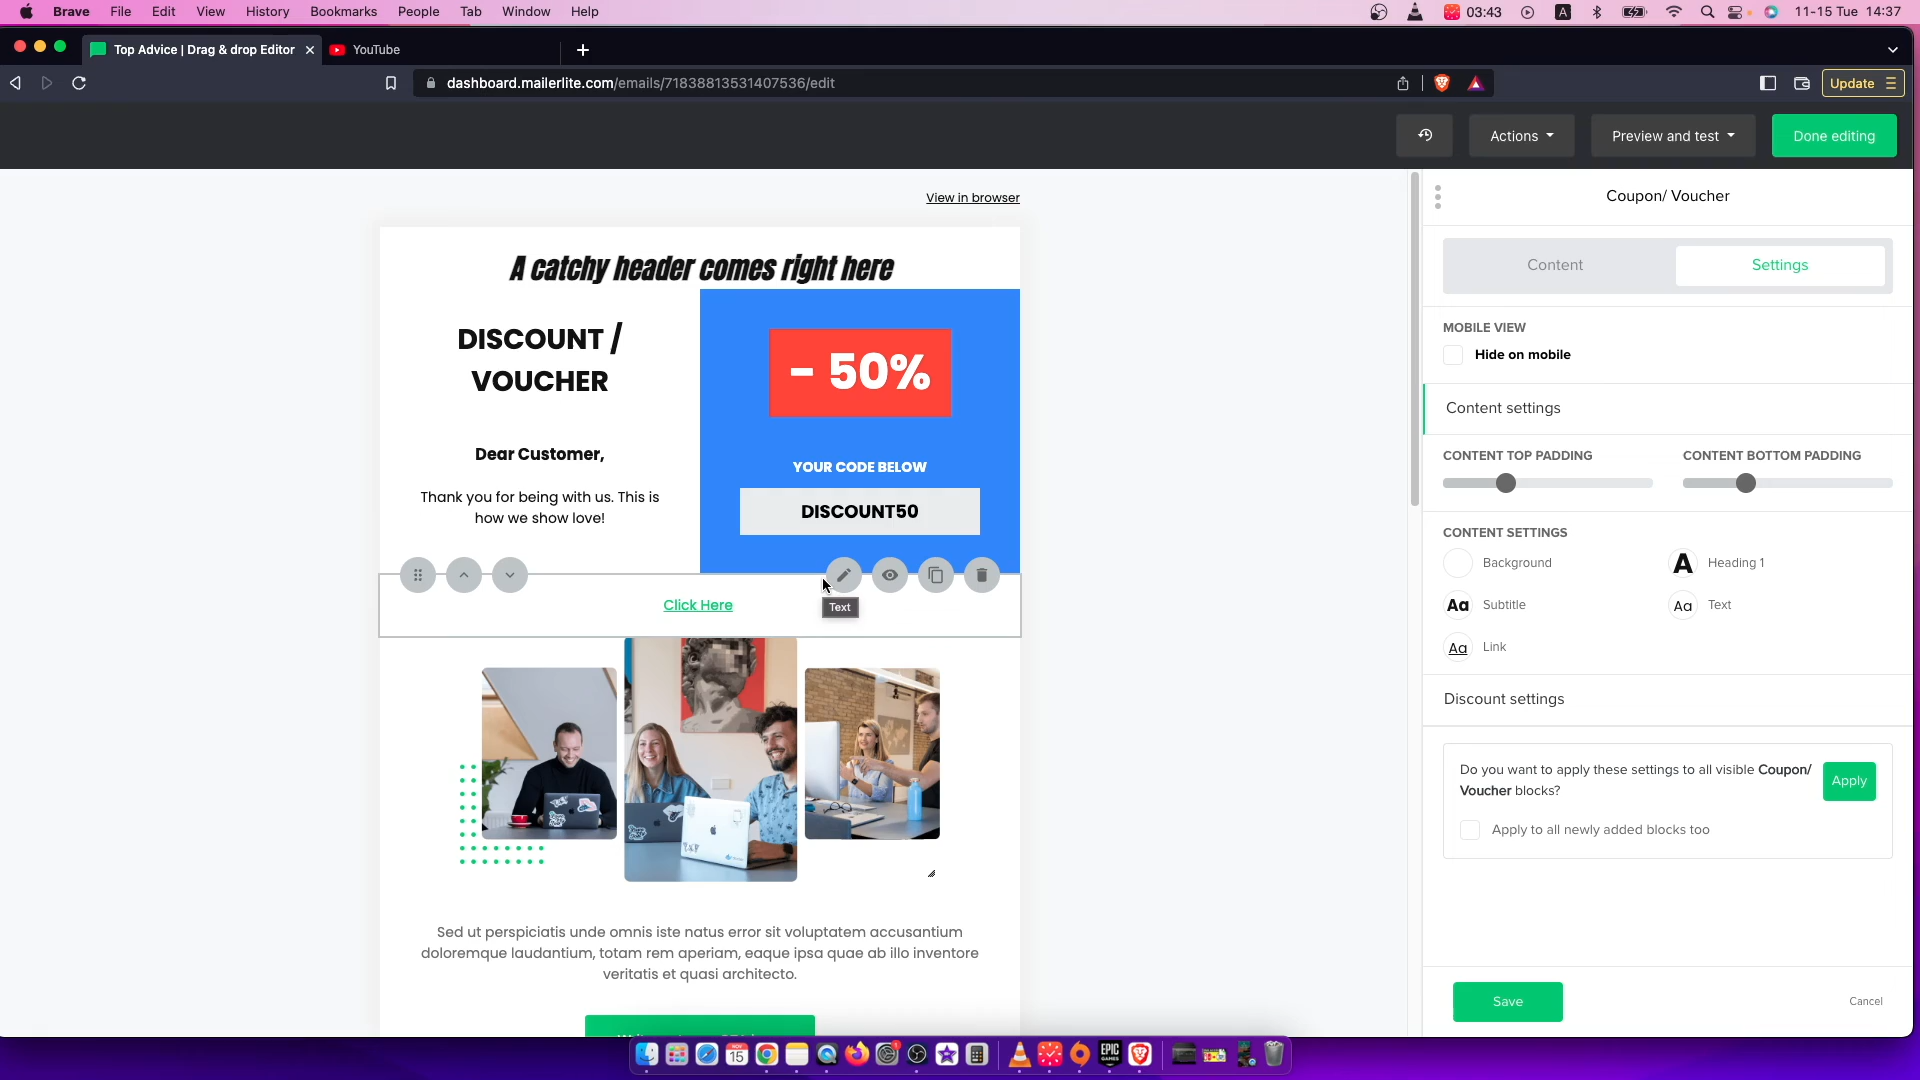 Brave File Edit View History Bookmarks People Tab Window Help 03:43 A 11-15 Tue 14:37
Top Advice | Drag & drop Editor YouTube
dashboard.mailerlite.com/emails/71838813531407536/edit Update
Actions Preview and test Done editing
View in browser
A catchy header comes right here
DISCOUNT /
VOUCHER
Dear Customer,
Thank you for being with us. This is
how we show love!
- 50%
YOUR CODE BELOW
DISCOUNT50
Click Here
Text
Sed ut perspiciatis unde omnis iste natus error sit voluptatem accusantium
doloremque laudantium, totam rem aperiam, eaque ipsa quae ab illo inventore
veritatis et quasi architecto.
Coupon/ Voucher
Content Settings
MOBILE VIEW
Hide on mobile
Content settings
CONTENT TOP PADDING CONTENT BOTTOM PADDING
CONTENT SETTINGS
Background A Heading 1
Aa Subtitle Aa Text
Aa Link
Discount settings
Do you want to apply these settings to all visible Coupon/
Voucher blocks?
Apply
Apply to all newly added blocks too
Save Cancel
NOV
15
EPIC
GAMES